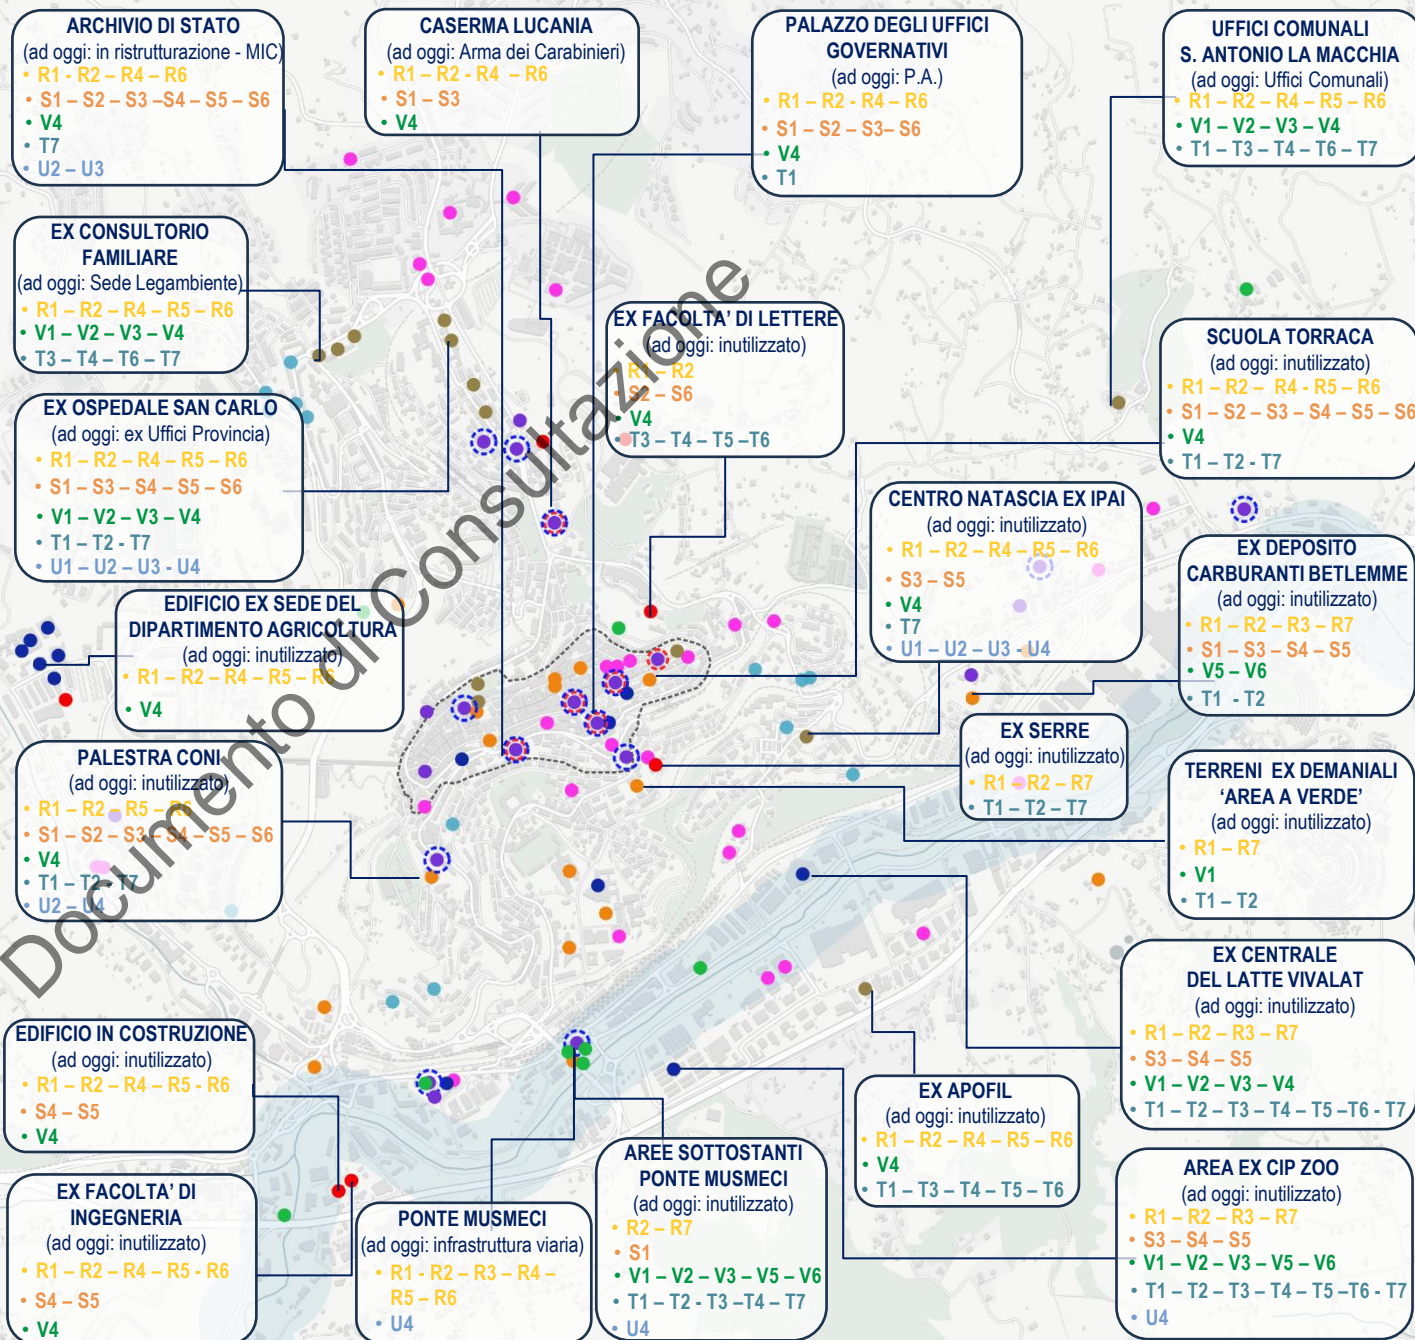 ARCHIVIO DI STATO
(ad oggi: in ristrutturazione - MIC)
• R1 - R2 – R4 – R6
• S1 – S2 – S3 –S4 – S5 – S6
• V4
• T7
• U2 – U3
CASERMA LUCANIA
(ad oggi: Arma dei Carabinieri)
• R1 – R2 - R4 – R6
• S1 – S3
• V4
PALAZZO DEGLI UFFICI
GOVERNATIVI
(ad oggi: P.A.)
• R1 – R2 - R4 – R6
• S1 – S2 – S3– S6
• V4
• T1
UFFICI COMUNALI
S. ANTONIO LA MACCHIA
(ad oggi: Uffici Comunali)
• R1 – R2 – R4 – R5 – R6
• V1 – V2 – V3 – V4
• T1 – T3 – T4 – T6 – T7
EX CONSULTORIO
FAMILIARE
(ad oggi: Sede Legambiente)
• R1 – R2 – R4 – R5 – R6
• V1 – V2 – V3 – V4
• T3 – T4 – T6 – T7
EX FACOLTA' DI LETTERE
(ad oggi: inutilizzato)
• R1 – R2
• S2 – S6
• V4
• T3 – T4 – T5 –T6
SCUOLA TORRACA
(ad oggi: inutilizzato)
• R1 – R2 – R4 - R5 – R6
• S1 – S2 – S3 – S4 – S5 – S6
• V4
• T1 – T2 - T7
EX OSPEDALE SAN CARLO
(ad oggi: ex Uffici Provincia)
• R1 – R2 – R4 – R5 – R6
• S1 – S3 – S4 – S5 – S6
• V1 – V2 – V3 – V4
• T1 – T2 - T7
• U1 – U2 – U3 - U4
CENTRO NATASCIA EX IPAI
(ad oggi: inutilizzato)
• R1 – R2 – R4 – R5 – R6
• S3 – S5
• V4
• T7
• U1 – U2 – U3 - U4
EX DEPOSITO
CARBURANTI BETLEMME
(ad oggi: inutilizzato)
• R1 – R2 – R3 – R7
• S1 – S3 – S4 – S5
• V5 – V6
• T1 - T2
EDIFICIO EX SEDE DEL
DIPARTIMENTO AGRICOLTURA
(ad oggi: inutilizzato)
• R1 – R2 – R4 – R5 – R6
• V4
PALESTRA CONI
(ad oggi: inutilizzato)
• R1 – R2 – R5 – R6
• S1 – S2 – S3 – S4 – S5 – S6
• V4
• T1 – T2 - T7
• U2 – U4
EX SERRE
(ad oggi: inutilizzato)
• R1 – R2 – R7
• T1 – T2 – T7
TERRENI EX DEMANIALI
'AREA A VERDE'
(ad oggi: inutilizzato)
• R1 – R7
• V1
• T1 – T2
EX CENTRALE
DEL LATTE VIVALAT
(ad oggi: inutilizzato)
• R1 – R2 – R3 – R7
• S3 – S4 – S5
• V1 – V2 – V3 – V4
• T1 – T2 – T3 – T4 – T5 –T6 - T7
EDIFICIO IN COSTRUZIONE
(ad oggi: inutilizzato)
• R1 – R2 – R4 – R5 - R6
• S4 – S5
• V4
EX APOFIL
(ad oggi: inutilizzato)
• R1 – R2 – R4 – R5 – R6
• V4
• T1 – T3 – T4 – T5 – T6
EX FACOLTA' DI
INGEGNERIA
(ad oggi: inutilizzato)
• R1 – R2 – R4 – R5 - R6
• S4 – S5
• V4
PONTE MUSMECI
(ad oggi: infrastruttura viaria)
• R1 - R2 – R3 – R4 –
R5 – R6
• U4
AREE SOTTOSTANTI
PONTE MUSMECI
(ad oggi: inutilizzato)
• R2 – R7
• S1
• V1 – V2 – V3 – V5 – V6
• T1 – T2 - T3 –T4 – T7
• U4
AREA EX CIP ZOO
(ad oggi: inutilizzato)
• R1 – R2 – R3 – R7
• S3 – S4 – S5
• V1 – V2 – V3 – V5 – V6
• T1 – T2 – T3 – T4 – T5 –T6 - T7
• U4
Documento di Consultazione